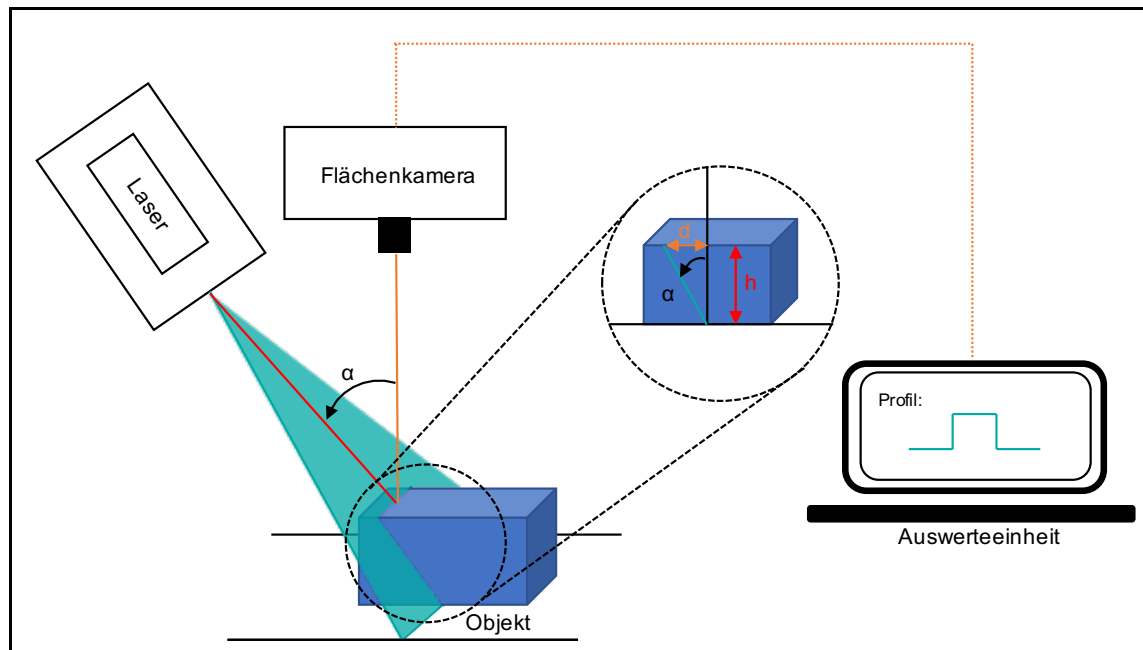 Laser
Flächenkamera
d
α
h
α
Profil:
Auswerteeinheit
Objekt